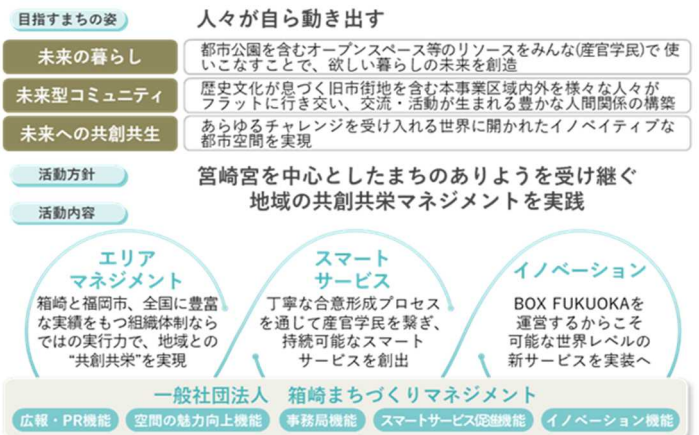 目指すまちの姿
人々が自ら動き出す
未来の暮らし
都市公園を含むオープンスペース等のリソースをみんな(産官学民)で使
いこなすことで、欲しい暮らしの未来を創造
未来型コミュニティ
歴史文化が息づく旧市街地を含む本事業区域内外を様々な人々が
フラットに行き交い、交流・活動が生まれる豊かな人間関係の構築
未来への共創共生
あらゆるチャレンジを受け入れる世界に開かれたイノベイティブな
都市空間を実現
活動方針
筥崎宮を中心としたまちのありようを受け継ぐ
地域の共創共栄マネジメントを実践
活動内容
エリア
マネジメント
箱崎と福岡市、全国に豊富
な実績をもつ組織体制なら
ではの実行力で、地域との
“共創共栄”を実現
スマート
サービス
丁寧な合意形成プロセス
を通じて産官学民を繋ぎ、
持続可能なスマート
サービスを創出
イノベーション
BOX FUKUOKAを
運営するからこそ
可能な世界レベルの
新サービスを実装へ
一般社団法人 箱崎まちづくりマネジメント
広報・PR機能
空間の魅力向上機能
事務局機能
スマートサービス促進機能
イノベーション機能